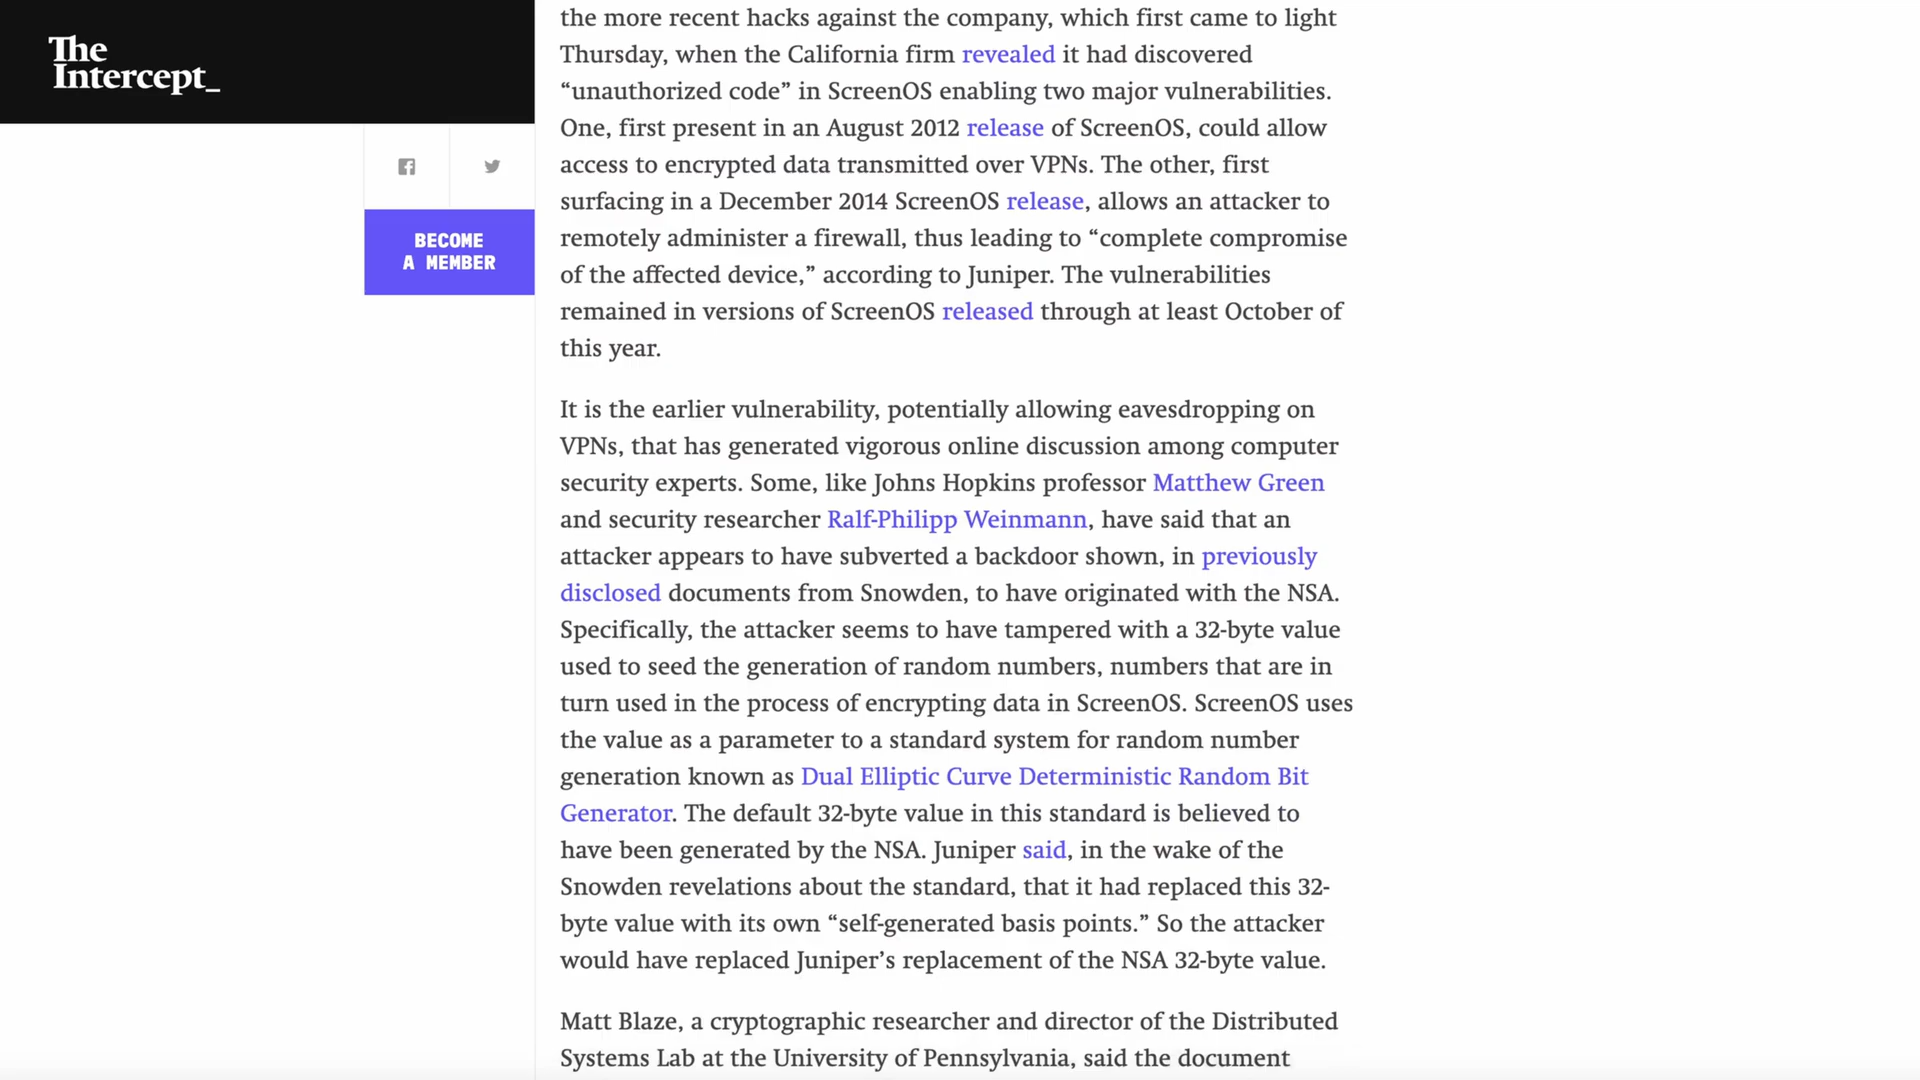 The
Intercept_
BECOME
A MEMBER
the more recent hacks against the company, which first came to light
Thursday, when the California firm revealed it had discovered
“unauthorized code” in ScreenOS enabling two major vulnerabilities.
One, first present in an August 2012 release of ScreenOS, could allow
access to encrypted data transmitted over VPNs. The other, first
surfacing in a December 2014 ScreenOS release, allows an attacker to
remotely administer a firewall, thus leading to “complete compromise
of the affected device,” according to Juniper. The vulnerabilities
remained in versions of ScreenOS released through at least October of
this year.
It is the earlier vulnerability, potentially allowing eavesdropping on
VPNs, that has generated vigorous online discussion among computer
security experts. Some, like Johns Hopkins professor Matthew Green
and security researcher Ralf-Philipp Weinmann, have said that an
attacker appears to have subverted a backdoor shown, in previously
disclosed documents from Snowden, to have originated with the NSA.
Specifically, the attacker seems to have tampered with a 32-byte value
used to seed the generation of random numbers, numbers that are in
turn used in the process of encrypting data in ScreenOS. ScreenOS uses
the value as a parameter to a standard system for random number
generation known as Dual Elliptic Curve Deterministic Random Bit
Generator. The default 32-byte value in this standard is believed to
have been generated by the NSA. Juniper said, in the wake of the
Snowden revelations about the standard, that it had replaced this 32-
byte value with its own “self-generated basis points.” So the attacker
would have replaced Juniper’s replacement of the NSA 32-byte value.
Matt Blaze, a cryptographic researcher and director of the Distributed
Systems Lab at the University of Pennsylvania, said the document